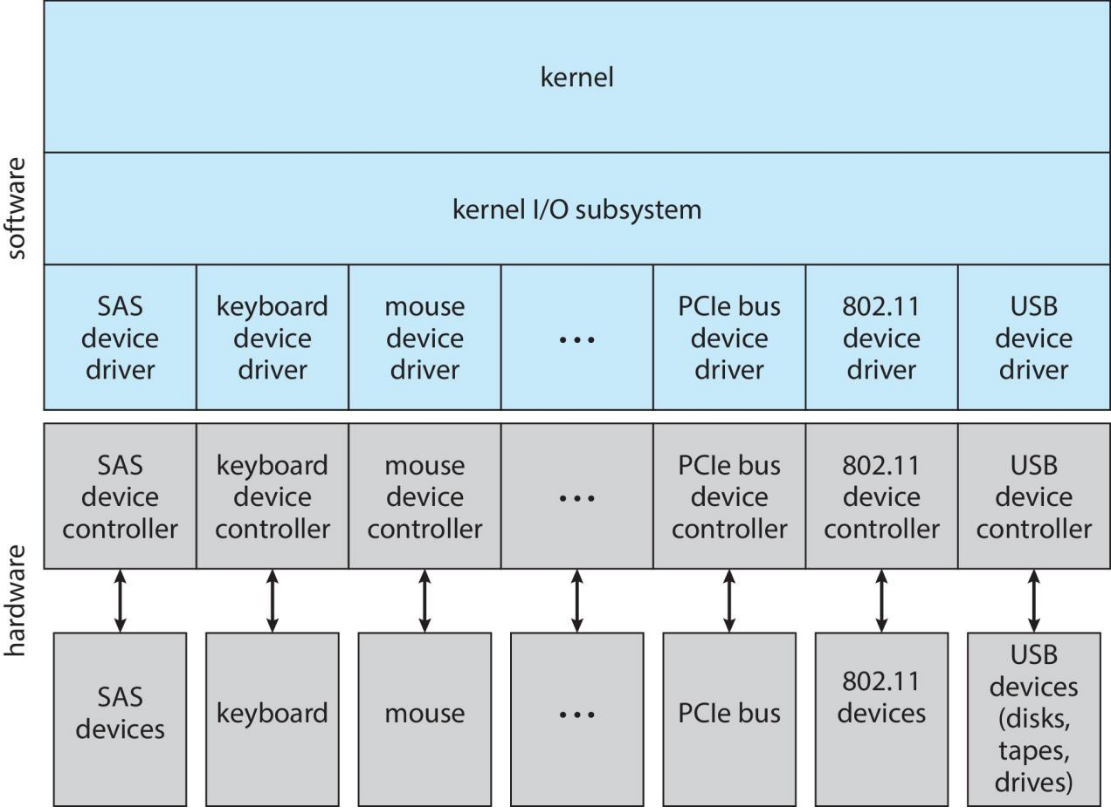 software
kernel
kernel I/O subsystem
SAS
device
driver
keyboard
device
driver
mouse
device
driver
...
PCIe bus
device
driver
802.11
device
driver
USB
device
driver
hardware
SAS
device
controller
keyboard
device
controller
mouse
device
controller
...
PCIe bus
device
controller
802.11
device
controller
USB
device
controller
SAS
devices
keyboard
mouse
...
PCIe bus
802.11
devices
USB
devices
(disks,
tapes,
drives)